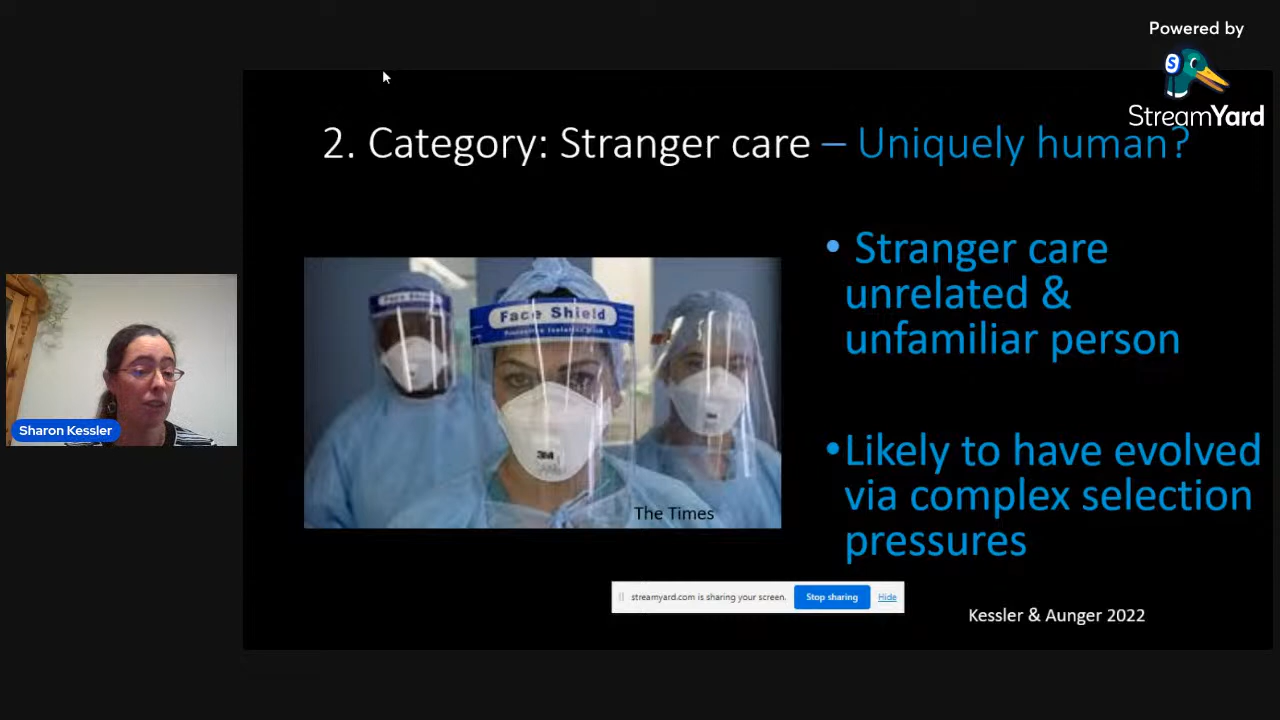 Powered by
StreamYard
2. Category: Stranger care – Uniquely human?
• Stranger care
unrelated &
unfamiliar person
Face Shield
Face Shield
3M
The Times
•Likely to have evolved
via complex selection
pressures
Sharon Kessler
streamyard.com is sharing your screen.
Stop sharing
Hide
Kessler & Aunger 2022